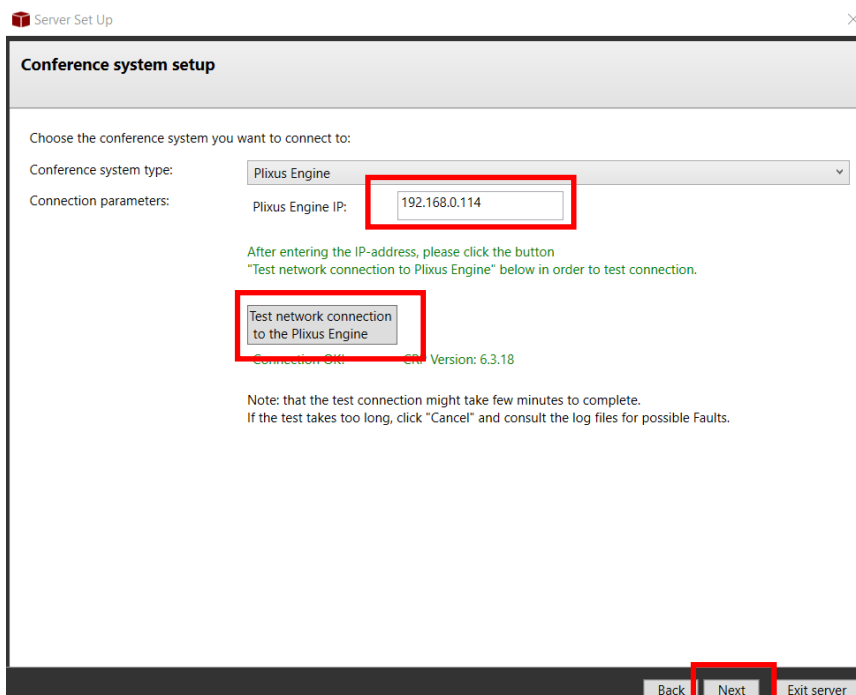 Server Set Up
Conference system setup
Choose the conference system you want to connect to:
Conference system type:
Plixus Engine
Connection parameters:
Plixus Engine IP:
192.168.0.114
After entering the IP-address, please click the button
"Test network connection to Plixus Engine" below in order to test connection.
Test network connection
to the Plixus Engine
Connection OK!
Version: 6.3.18
Note: that the test connection might take few minutes to complete.
If the test takes too long, click "Cancel" and consult the log files for possible Faults.
Back
Next
Exit server